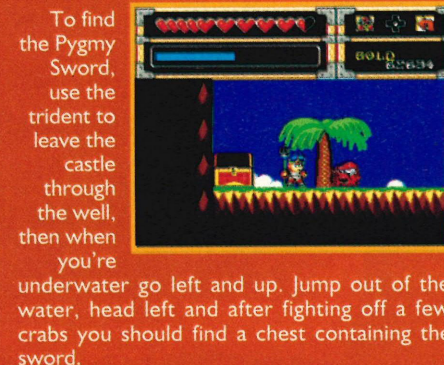 To find
the Pygmy
Sword,
use the
trident to
leave the
castle
through
the well,
then when
you're
underwater go left and up. Jump out of the
water, head left and after fighting off a few
crabs you should find a chest containing the
sword.
GOLD